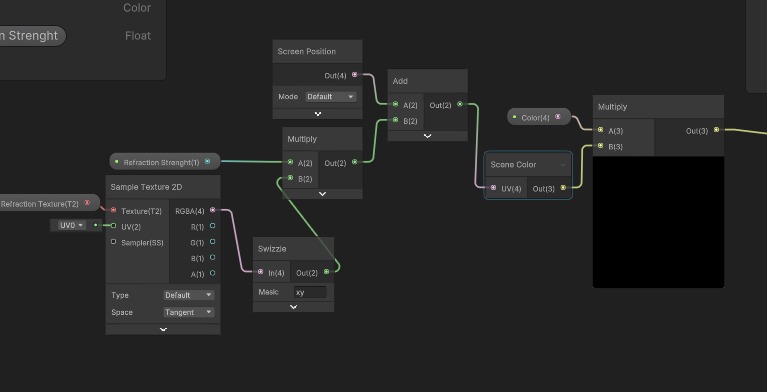 Color
n Strenght
Float
Screen Position
Out(4)
Mode
Default
Add
A(2)
Out(2)
B(2)
Multiply
A(2)
Out(2)
B(2)
Refraction Strenght(1)
Color(4)
Multiply
A(3)
Out(3)
B(3)
Scene Color
UV(4)
Out(3)
Refraction Texture(T2)
Sample Texture 2D
Texture(T2)
RGBA(4)
UV0
UV(2)
R(1)
Sampler(SS)
G(1)
B(1)
A(1)
Type
Default
Space
Tangent
Swizzle
In(4)
Out(2)
Mask
xy